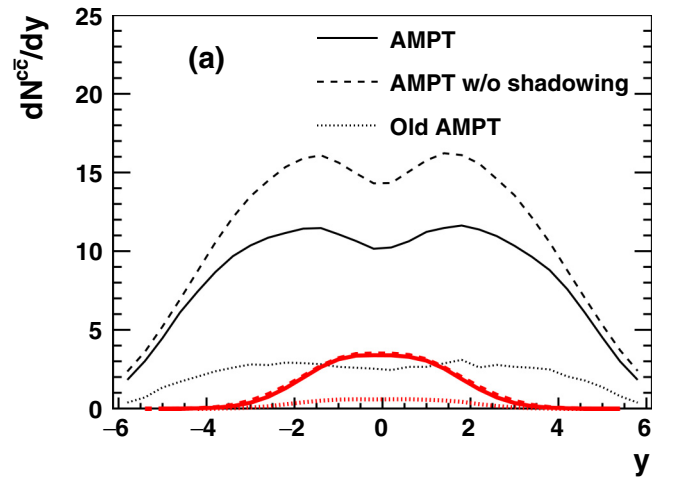 dN^{cc̄}/dy
25
20
15
10
5
0
(a)
AMPT
AMPT w/o shadowing
Old AMPT
−6 −4 −2 0 2 4 6
y